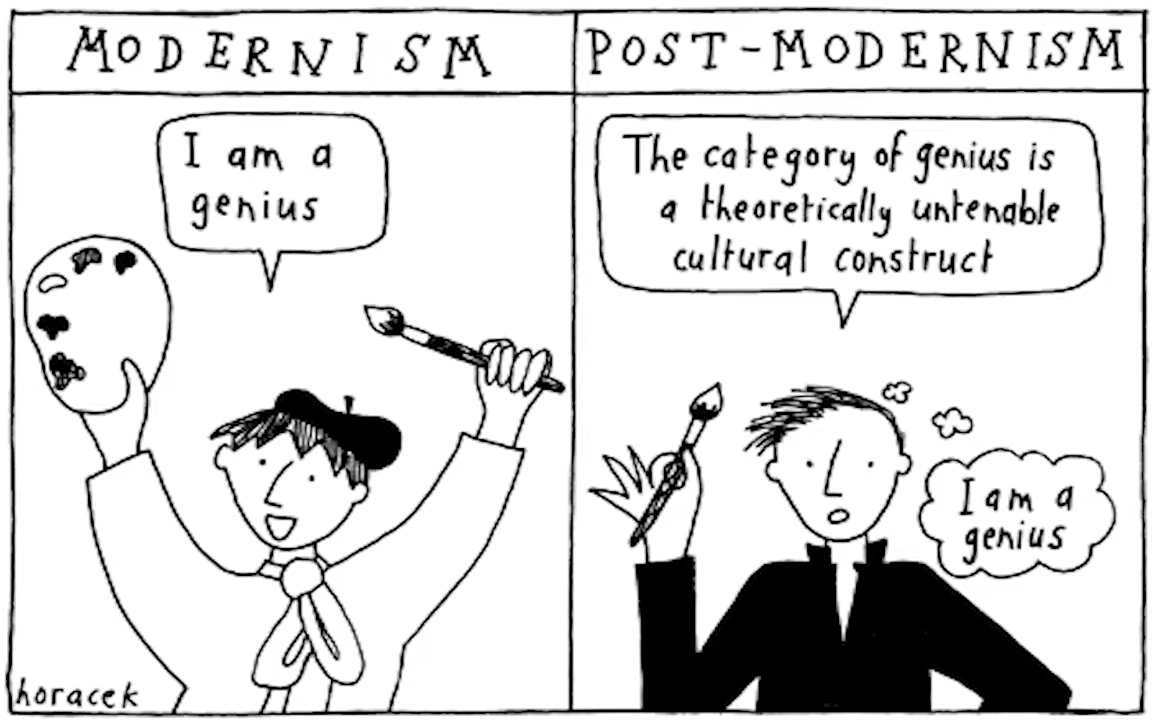 MODERNISM
I am a
genius
horacek
POST-MODERNISM
The category of genius is
a theoretically untenable
cultural construct
I am a
genius